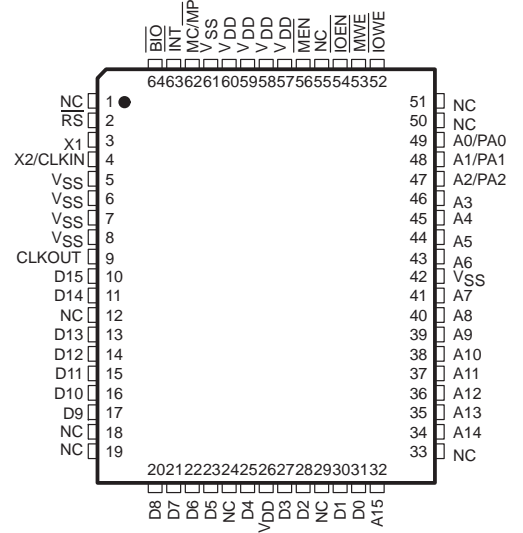 BIO
INT
MC/MP
VSS
VDD
VDD
VDD
VDD
MEN
NC
IOEN
MWE
IOWE
64 63 62 61 60 59 58 57 56 55 54 53 52
NC 1
RS 2
X1 3
X2/CLKIN 4
VSS 5
VSS 6
VSS 7
VSS 8
CLKOUT 9
D15 10
D14 11
NC 12
D13 13
D12 14
D11 15
D10 16
D9 17
NC 18
NC 19
51 NC
50 NC
49 A0/PA0
48 A1/PA1
47 A2/PA2
46 A3
45 A4
44 A5
43 A6
42 VSS
41 A7
40 A8
39 A9
38 A10
37 A11
36 A12
35 A13
34 A14
33 NC
20 21 22 23 24 25 26 27 28 29 30 31 32
D8
D7
D6
D5
NC
D4
VDD
D3
D2
NC
D1
D0
A15